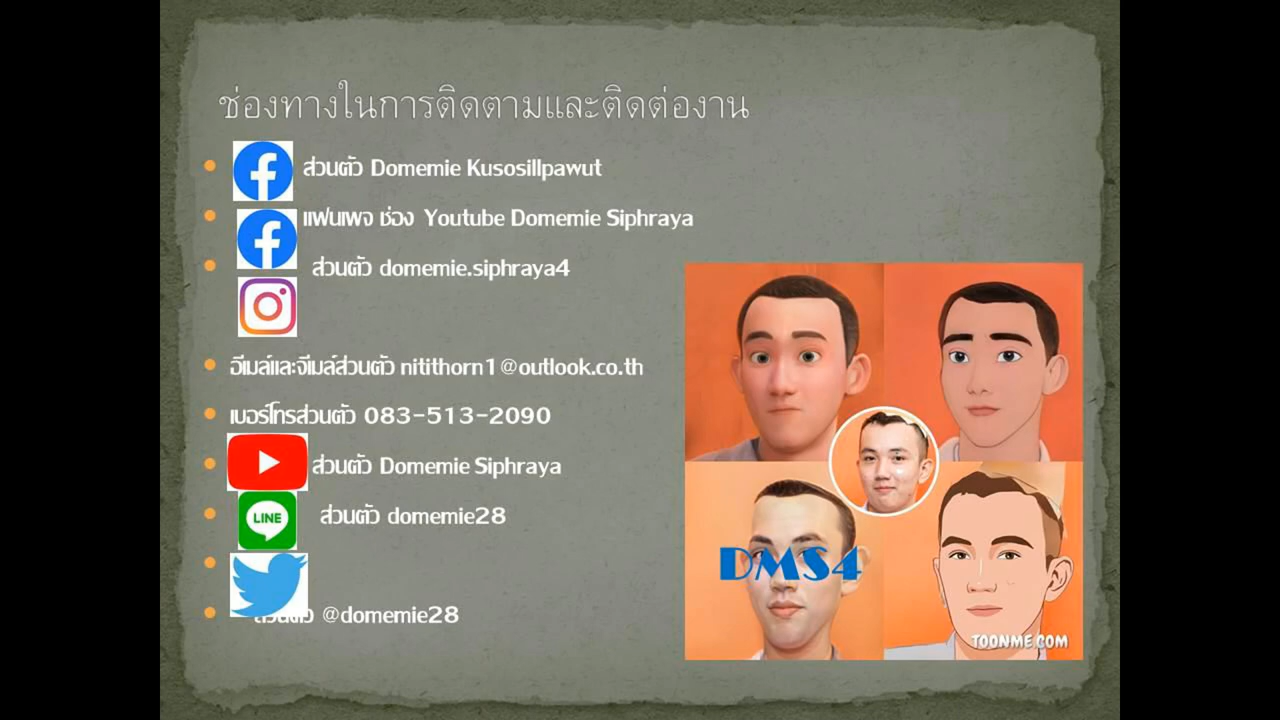 ช่องทางในการติดตามและติดต่องาน
ส่วนตัว Domemie Kusosillpawut
แฟนเพจ ช่อง Youtube Domemie Siphraya
ส่วนตัว domemie.siphraya4
อีเมล์และจีเมล์ส่วนตัว nitithorn1@outlook.co.th
เบอร์โทรส่วนตัว 083-513-2090
ส่วนตัว Domemie Siphraya
LINE
ส่วนตัว domemie28
ส่วนตัว @domemie28
DMS4
TOONME.COM